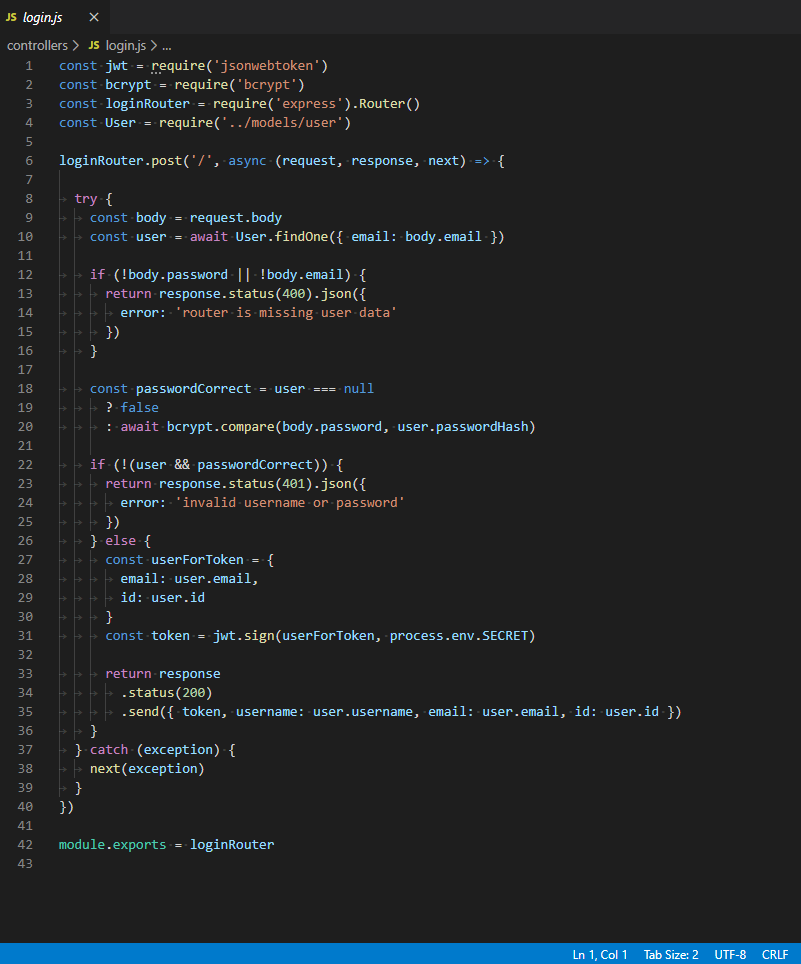 JS login.js ×
controllers > JS login.js > ...
1 const jwt = require('jsonwebtoken')
2 const bcrypt = require('bcrypt')
3 const loginRouter = require('express').Router()
4 const User = require('../models/user')
5
6 loginRouter.post('/', async (request, response, next) => {
7
8 try {
9 const body = request.body
10 const user = await User.findOne({ email: body.email })
11
12 if (!body.password || !body.email) {
13 return response.status(400).json({
14 error: 'router is missing user data'
15 })
16 }
17
18 const passwordCorrect = user === null
19 ? false
20 : await bcrypt.compare(body.password, user.passwordHash)
21
22 if (!(user && passwordCorrect)) {
23 return response.status(401).json({
24 error: 'invalid username or password'
25 })
26 } else {
27 const userForToken = {
28 email: user.email,
29 id: user.id
30 }
31 const token = jwt.sign(userForToken, process.env.SECRET)
32
33 return response
34 .status(200)
35 .send({ token, username: user.username, email: user.email, id: user.id })
36 }
37 } catch (exception) {
38 next(exception)
39 }
40 })
41
42 module.exports = loginRouter
43
Ln 1, Col 1 Tab Size: 2 UTF-8 CRLF